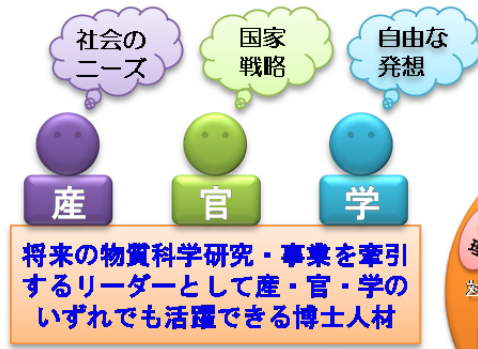 社会の
ニーズ
国家
戦略
自由な
発想
産
官
学
将来の物質科学研究・事業を牽引
するリーダーとして産・官・学の
いずれでも活躍できる博士人材